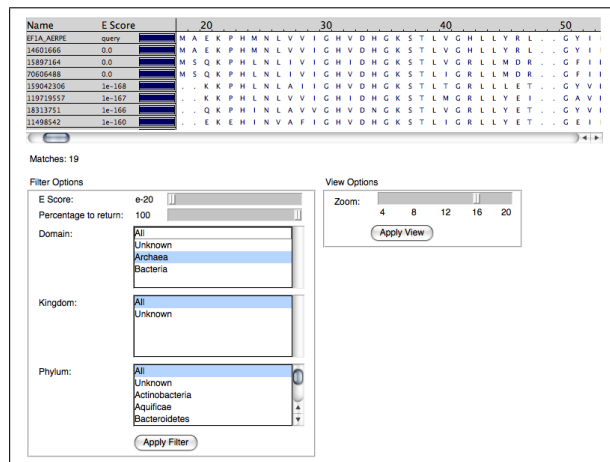 Name E Score 20 30 40 50
EF1A_AERPE query M A E K P H M N L V V I G H V D H G K S T L V G H L L Y R L . . G Y I
14601666 0.0 M A E K P H M N L V V I G H V D H G K S T L V G H L L Y R L . . G Y I
15897164 0.0 M S Q K P H L N L I V I G H I D H G K S T L V G R L L M D R . . G F I
70606488 0.0 M S Q K P H L N L I V I G H V D H G K S T L I G R L L M D R . . G F I
159042306 1e-168 . . K K P H L N L A I I G H V D H G K S T L T G R L L L E T . . G Y V
119719557 1e-167 . . K K P H L N L V V I G H I D H G K S T L M G R L L Y E I . . G A V
18313751 1e-166 . . Q K P H I N L A V V G H V D N G K S T L V G R L L Y E T . . G Y V
11498542 1e-160 . . E K E H I N V A F I G H V D H G K S T L I G R L L Y E T . . G E I
Matches: 19
Filter Options
E Score: e-20
Percentage to return: 100
Domain:
All
Unknown
Archaea
Bacteria
Kingdom:
All
Unknown
Phylum:
All
Unknown
Actinobacteria
Aquificae
Bacteroidetes
Apply Filter
View Options
Zoom:
4 8 12 16 20
Apply View